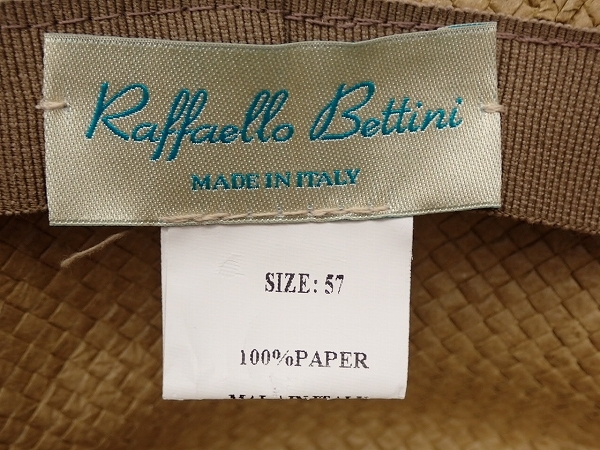 Raffaello Bettini
MADE IN ITALY
SIZE: 57
100%PAPER